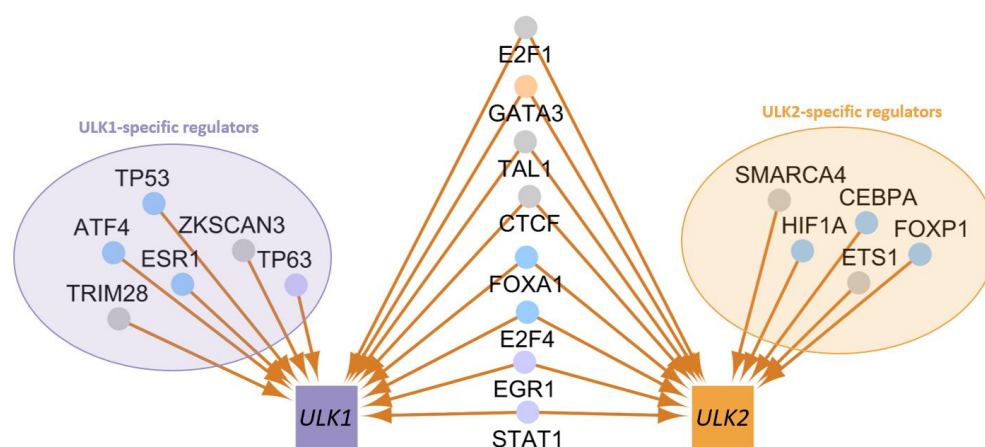 ULK1-specific regulators
TP53
ATF4
ZKSCAN3
ESR1
TP63
TRIM28
E2F1
GATA3
TAL1
CTCF
FOXA1
E2F4
EGR1
STAT1
ULK2-specific regulators
SMARCA4
CEBPA
HIF1A
FOXP1
ETS1
ULK1
ULK2